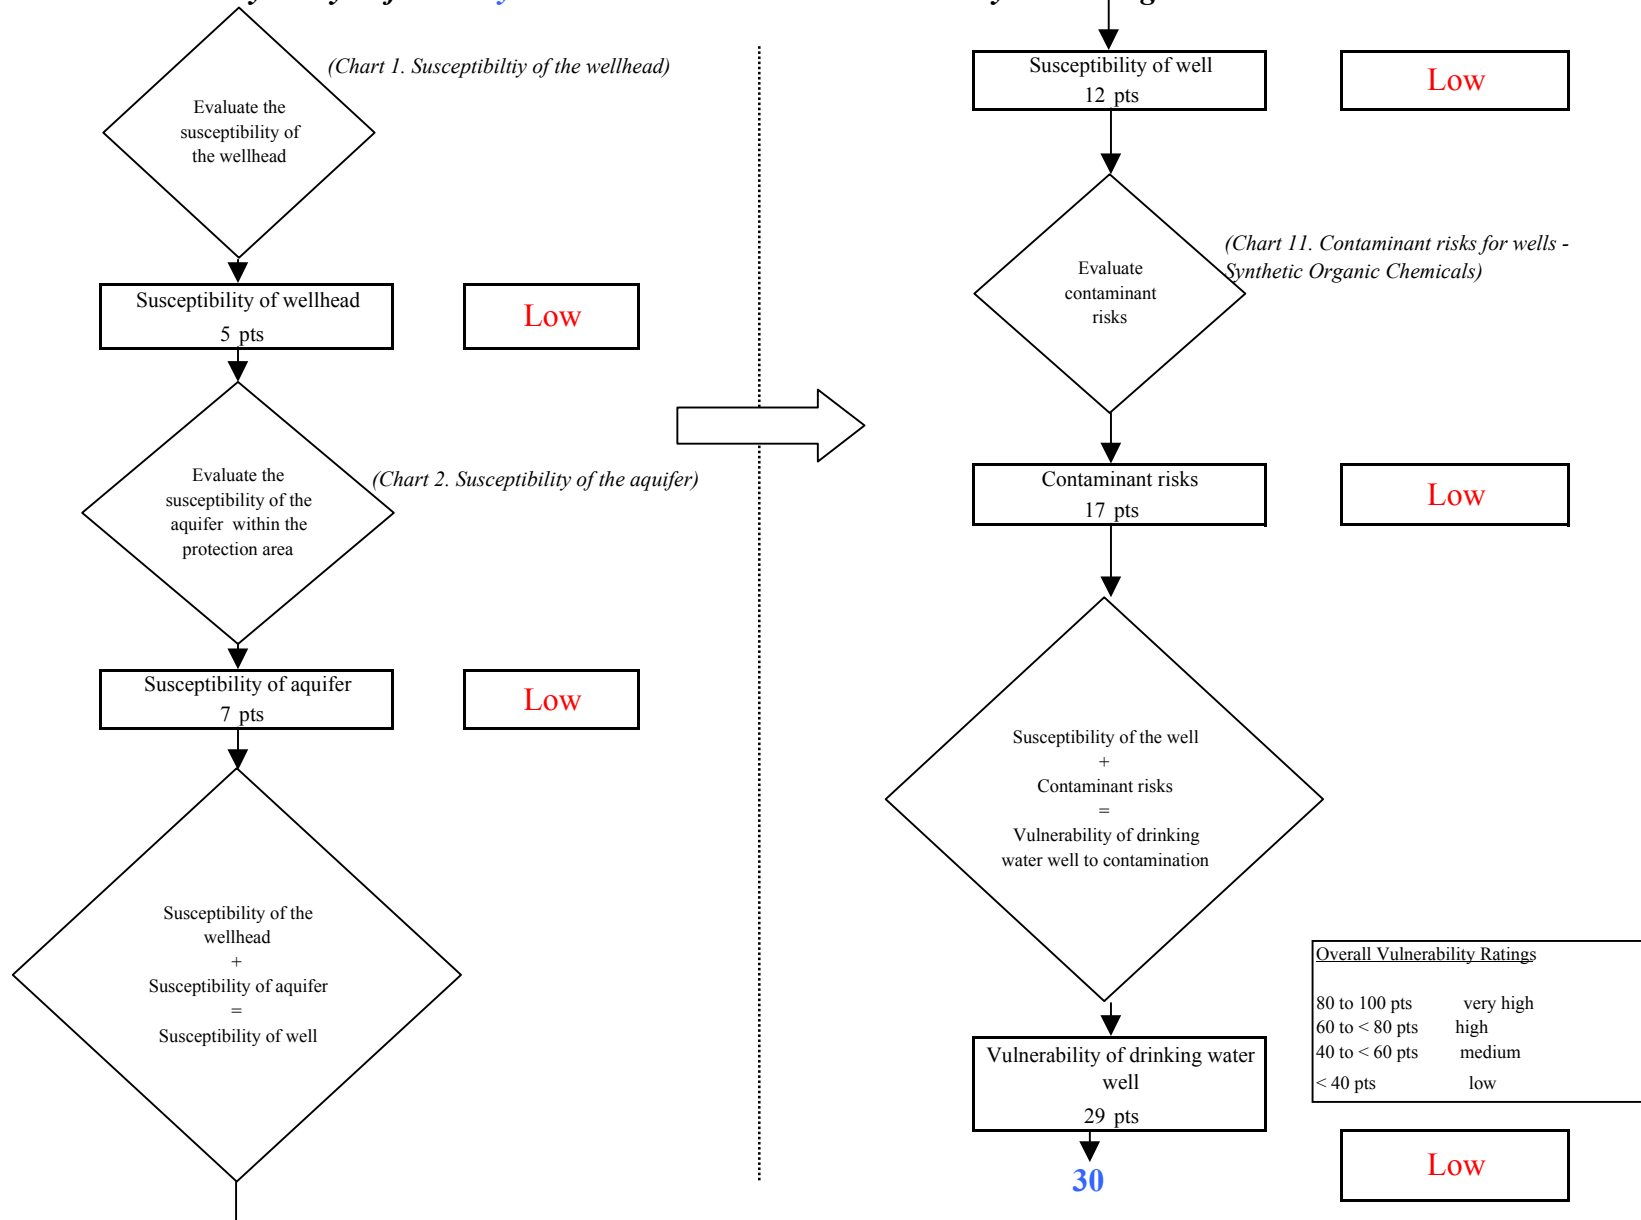 (Chart 1. Susceptibiltiy of the wellhead)
Evaluate the
susceptibility of
the wellhead
Susceptibility of wellhead
5 pts
Low
(Chart 2. Susceptibility of the aquifer)
Evaluate the
susceptibility of the
aquifer within the
protection area
Susceptibility of aquifer
7 pts
Low
Susceptibility of the
wellhead
+
Susceptibility of aquifer
=
Susceptibility of well
Susceptibility of well
12 pts
Low
(Chart 11. Contaminant risks for wells -
Synthetic Organic Chemicals)
Evaluate
contaminant
risks
Contaminant risks
17 pts
Low
Susceptibility of the well
+
Contaminant risks
=
Vulnerability of drinking
water well to contamination
Overall Vulnerability Ratings
80 to 100 pts very high
60 to < 80 pts high
40 to < 60 pts medium
< 40 pts low
Vulnerability of drinking water
well
29 pts
30
Low